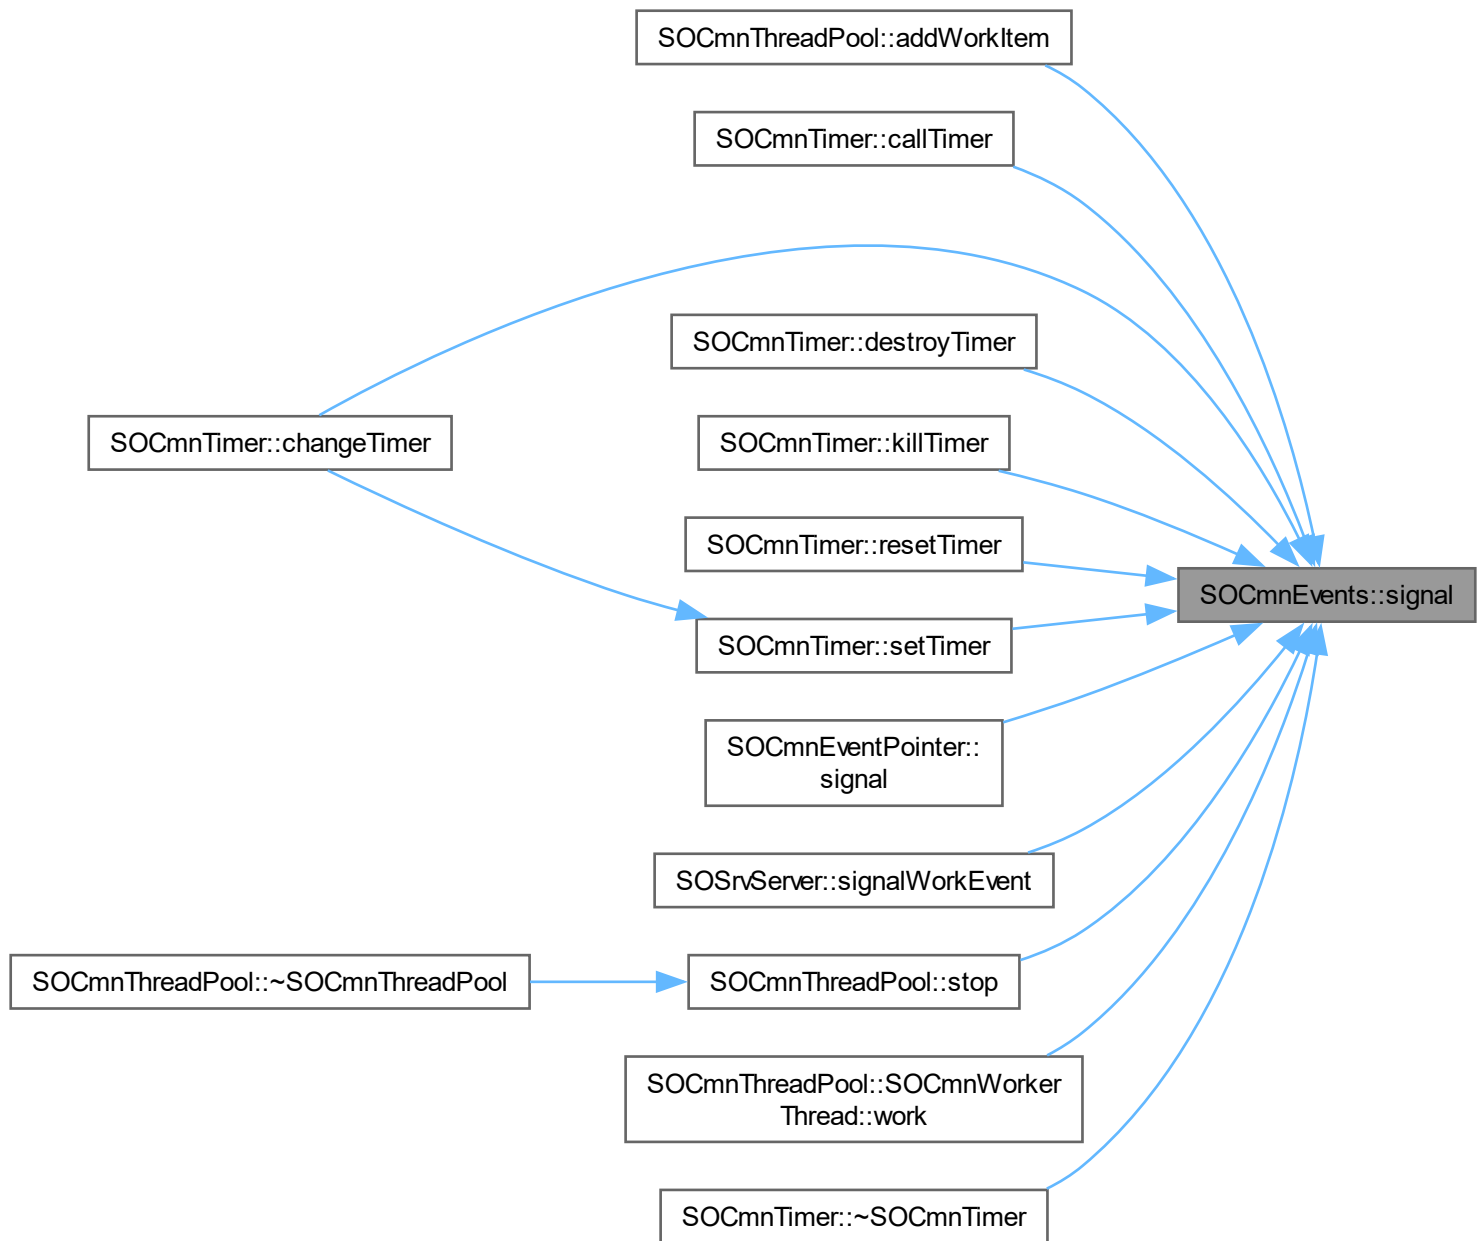 SOCmnThreadPool::addWorkItem
SOCmnTimer::callTimer
SOCmnTimer::destroyTimer
SOCmnTimer::changeTimer
SOCmnTimer::killTimer
SOCmnTimer::resetTimer
SOCmnEvents::signal
SOCmnTimer::setTimer
SOCmnEventPointer::
signal
SOSrvServer::signalWorkEvent
SOCmnThreadPool::~SOCmnThreadPool
SOCmnThreadPool::stop
SOCmnThreadPool::SOCmnWorker
Thread::work
SOCmnTimer::~SOCmnTimer